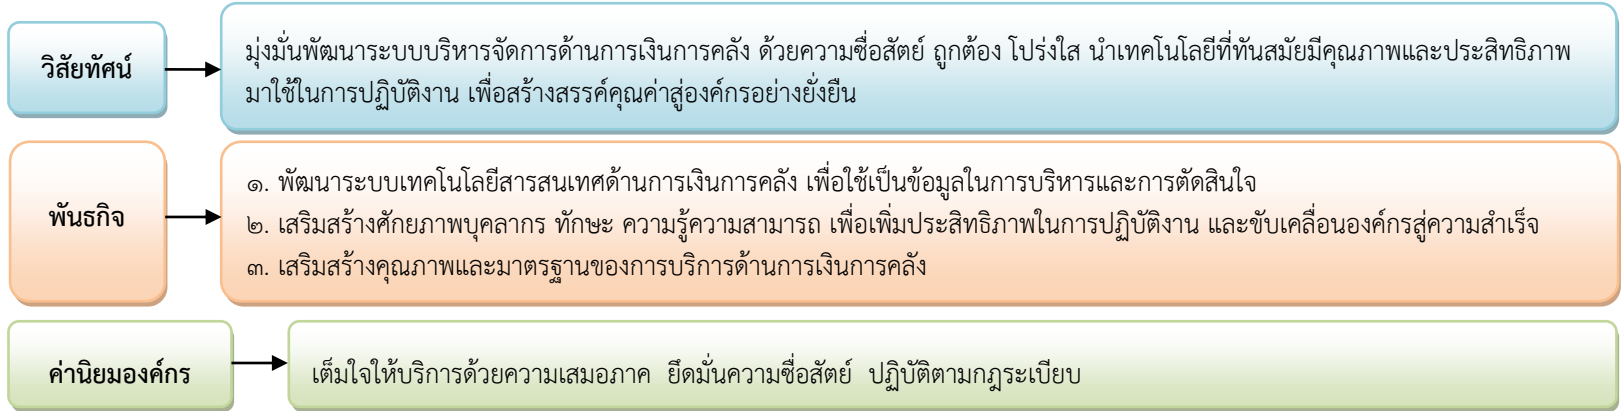 วิสัยทัศน์
มุ่งมั่นพัฒนาระบบบริหารจัดการด้านการเงินการคลัง ด้วยความซื่อสัตย์ ถูกต้อง โปร่งใส นำเทคโนโลยีที่ทันสมัยมีคุณภาพและประสิทธิภาพ
มาใช้ในการปฏิบัติงาน เพื่อสร้างสรรค์คุณค่าสู่องค์กรอย่างยั่งยืน
พันธกิจ
๑. พัฒนาระบบเทคโนโลยีสารสนเทศด้านการเงินการคลัง เพื่อใช้เป็นข้อมูลในการบริหารและการตัดสินใจ
๒. เสริมสร้างศักยภาพบุคลากร ทักษะ ความรู้ความสามารถ เพื่อเพิ่มประสิทธิภาพในการปฏิบัติงาน และขับเคลื่อนองค์กรสู่ความสำเร็จ
๓. เสริมสร้างคุณภาพและมาตรฐานของการบริการด้านการเงินการคลัง
ค่านิยมองค์กร
เต็มใจให้บริการด้วยความเสมอภาค ยึดมั่นความซื่อสัตย์ ปฏิบัติตามกฎระเบียบ